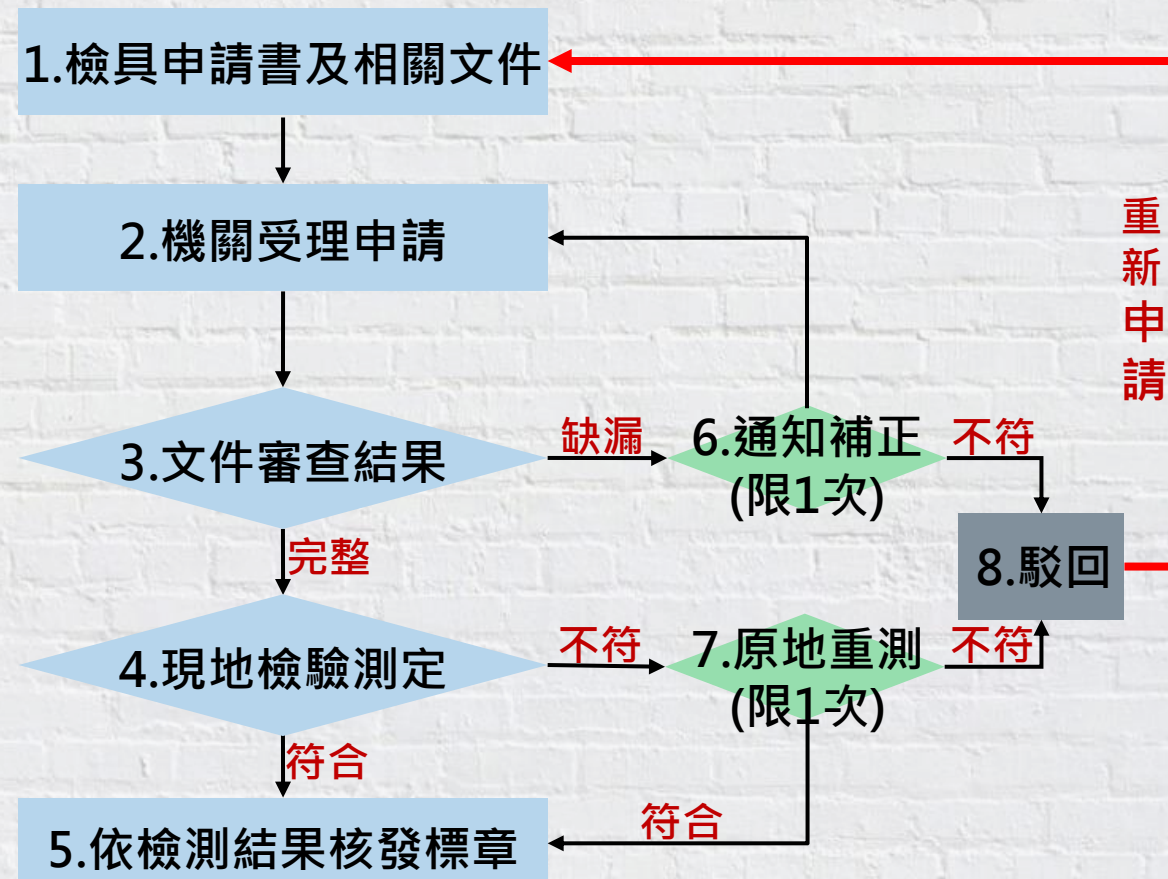 1.檢具申請書及相關文件
2.機關受理申請
重
新
申
請
3.文件審查結果
缺漏
6.通知補正
(限1次)
不符
完整
8.駁回
4.現地檢驗測定
不符
7.原地重測
(限1次)
不符
符合
符合
5.依檢測結果核發標章